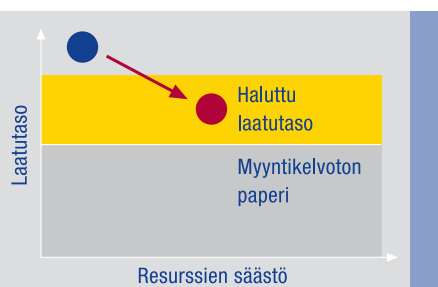 Laatutaso
Haluttu
laatutaso
Myyntikelvoton
paperi
Resurssien säästö